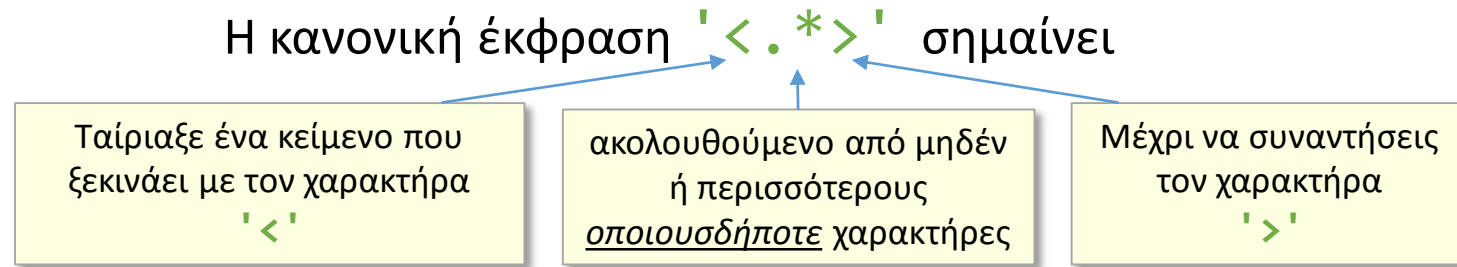 Η κανονική έκφραση '<.*>' σημαίνει
Ταίριαξε ένα κείμενο που
ξεκινάει με τον χαρακτήρα
'<'
ακολουθούμενο από μηδέν
ή περισσότερους
οποιουσδήποτε χαρακτήρες
Μέχρι να συναντήσεις
τον χαρακτήρα
'>'